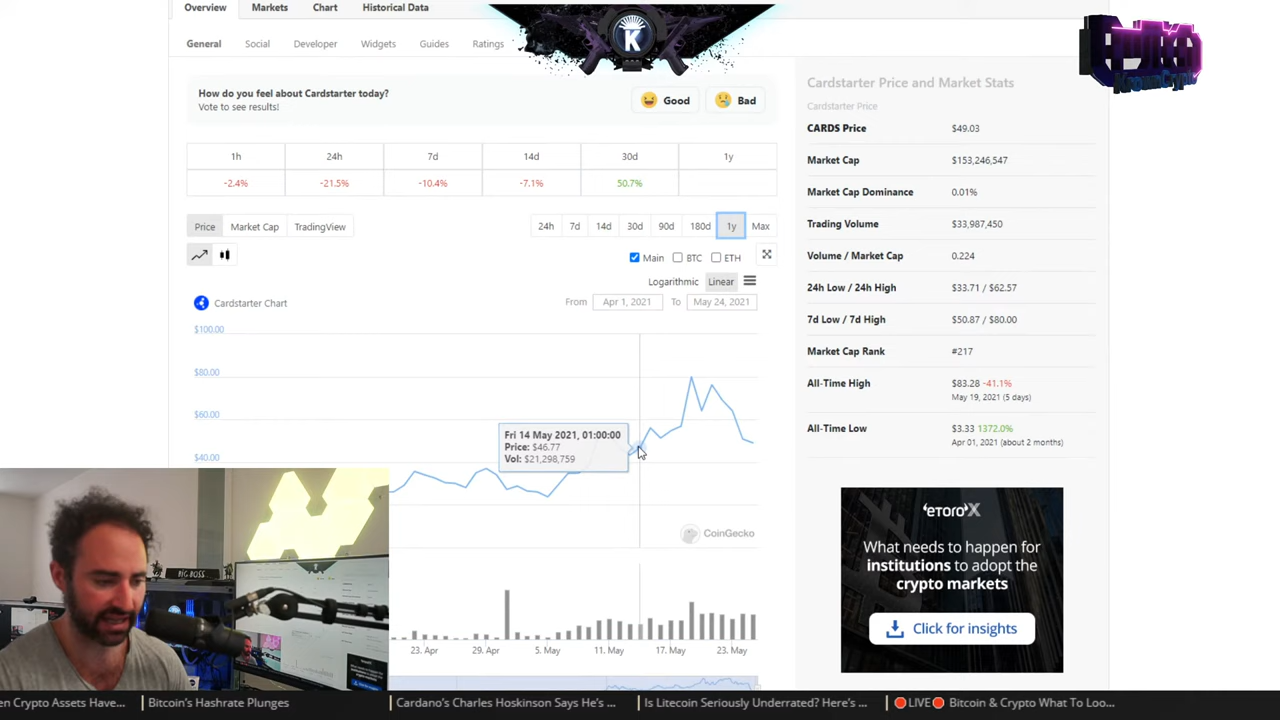 Overview Markets Chart Historical Data
K
General Social Developer Widgets Guides Ratings
How do you feel about Cardstarter today?
Vote to see results!
Good Bad
1h 24h 7d 14d 30d 1y
-2.4% -21.5% -10.4% -7.1% 50.7%
Price Market Cap TradingView
24h 7d 14d 30d 90d 180d 1y Max
Main BTC ETH
Logarithmic Linear
Cardstarter Chart
From Apr 1, 2021 To May 24, 2021
$100.00
$80.00
$60.00
$40.00
Fri 14 May 2021, 01:00:00
Price: $46.77
Vol: $21,298,759
CoinGecko
23. Apr 29. Apr 5. May 11. May 17. May 23. May
Cardstarter Price and Market Stats
Cardstarter Price
CARDS Price $49.03
Market Cap $153,246,547
Market Cap Dominance 0.01%
Trading Volume $33,987,450
Volume / Market Cap 0.224
24h Low / 24h High $33.71 / $62.57
7d Low / 7d High $50.87 / $80.00
Market Cap Rank #217
All-Time High $83.28 -41.1%
May 19, 2021 (5 days)
All-Time Low $3.33 1372.0%
Apr 01, 2021 (about 2 months)
etoroX
What needs to happen for
institutions to adopt the
crypto markets
Click for insights
BIG BOSS
en Crypto Assets Have... Bitcoin's Hashrate Plunges Cardano's Charles Hoskinson Says He's ... Is Litecoin Seriously Underrated? Here's ... LIVE Bitcoin & Crypto What To Loo...